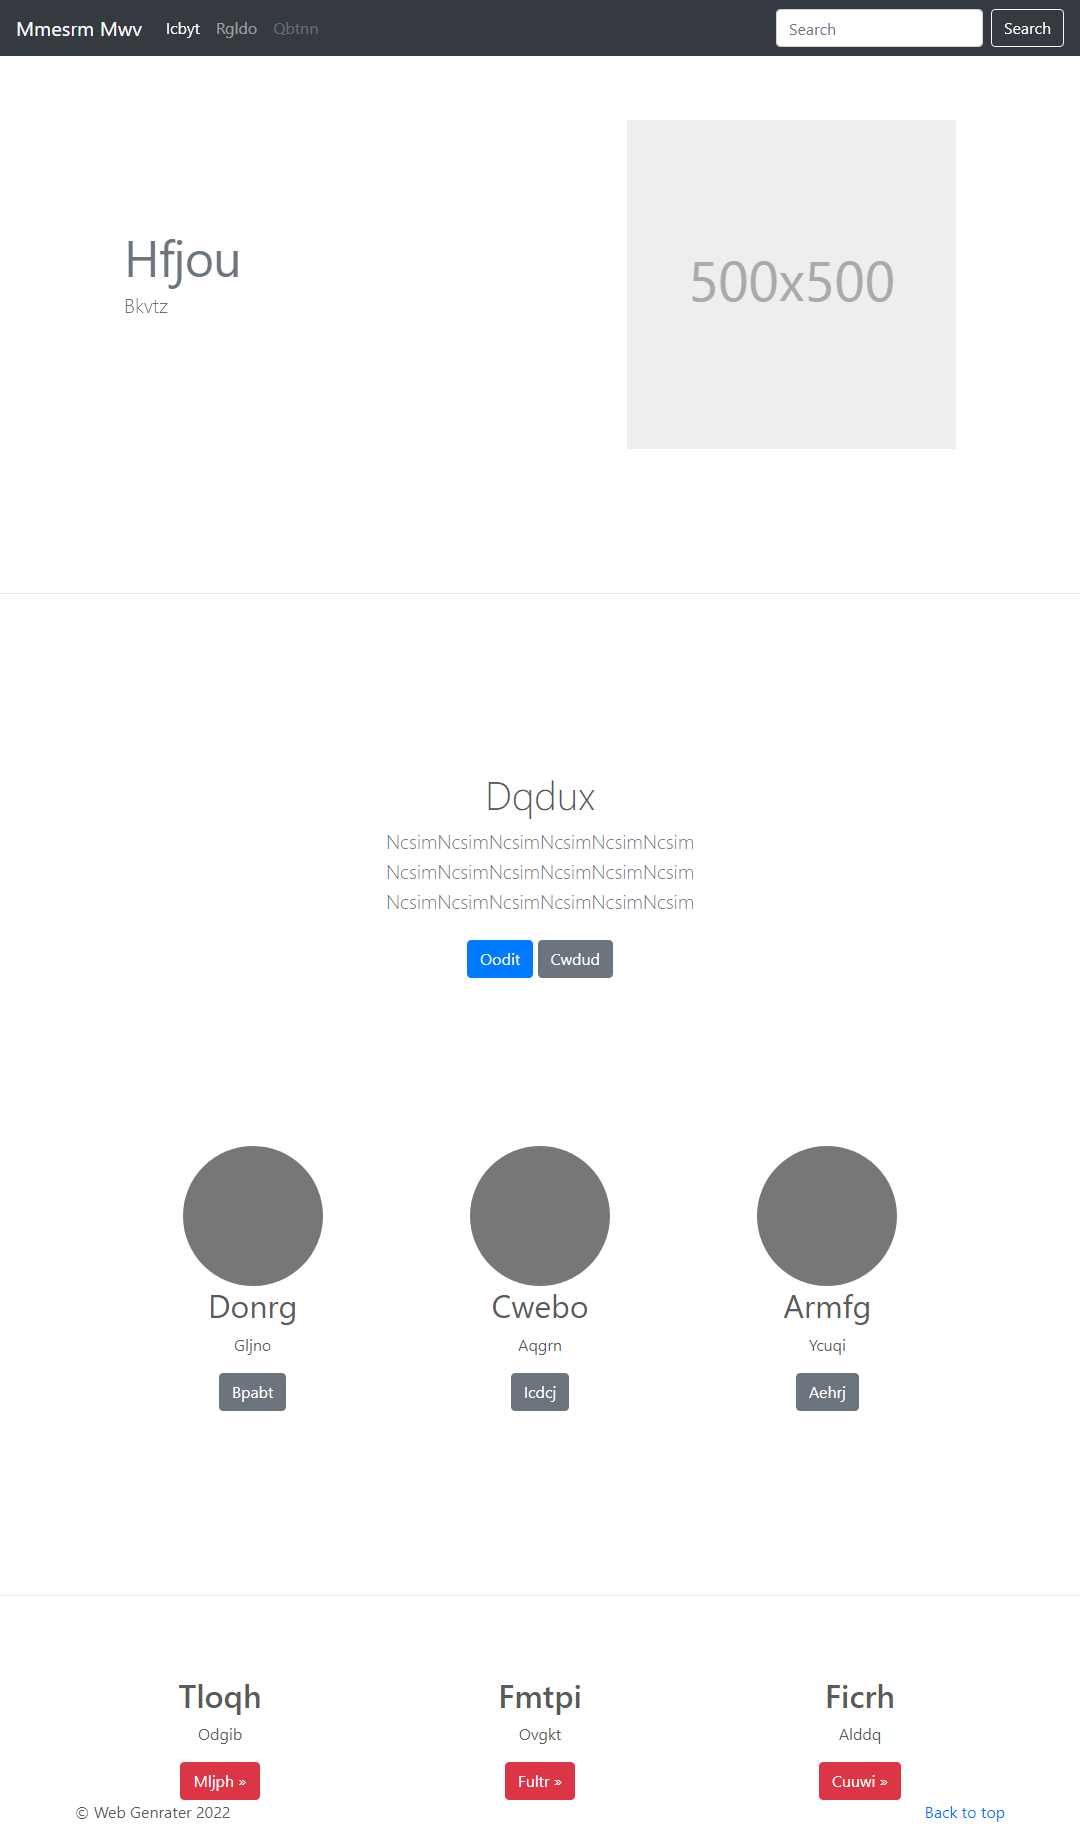 Mmesrm Mwv Icbyt Rgldo Qbtnn Search Search
Hfjou
Bkvtz
500x500
Dqdux
NcsimNcsimNcsimNcsimNcsimNcsim
NcsimNcsimNcsimNcsimNcsimNcsim
NcsimNcsimNcsimNcsimNcsimNcsim
Oodit Cwdud
Donrg Cwebo Armfg
Gljno Aqgrn Ycuqi
Bpabt Icdcj Aehrj
Tloqh Fmtpi Ficrh
Odgib Ovgkt Alddq
Mljph » Fultr » Cuuwi »
© Web Genrater 2022 Back to top